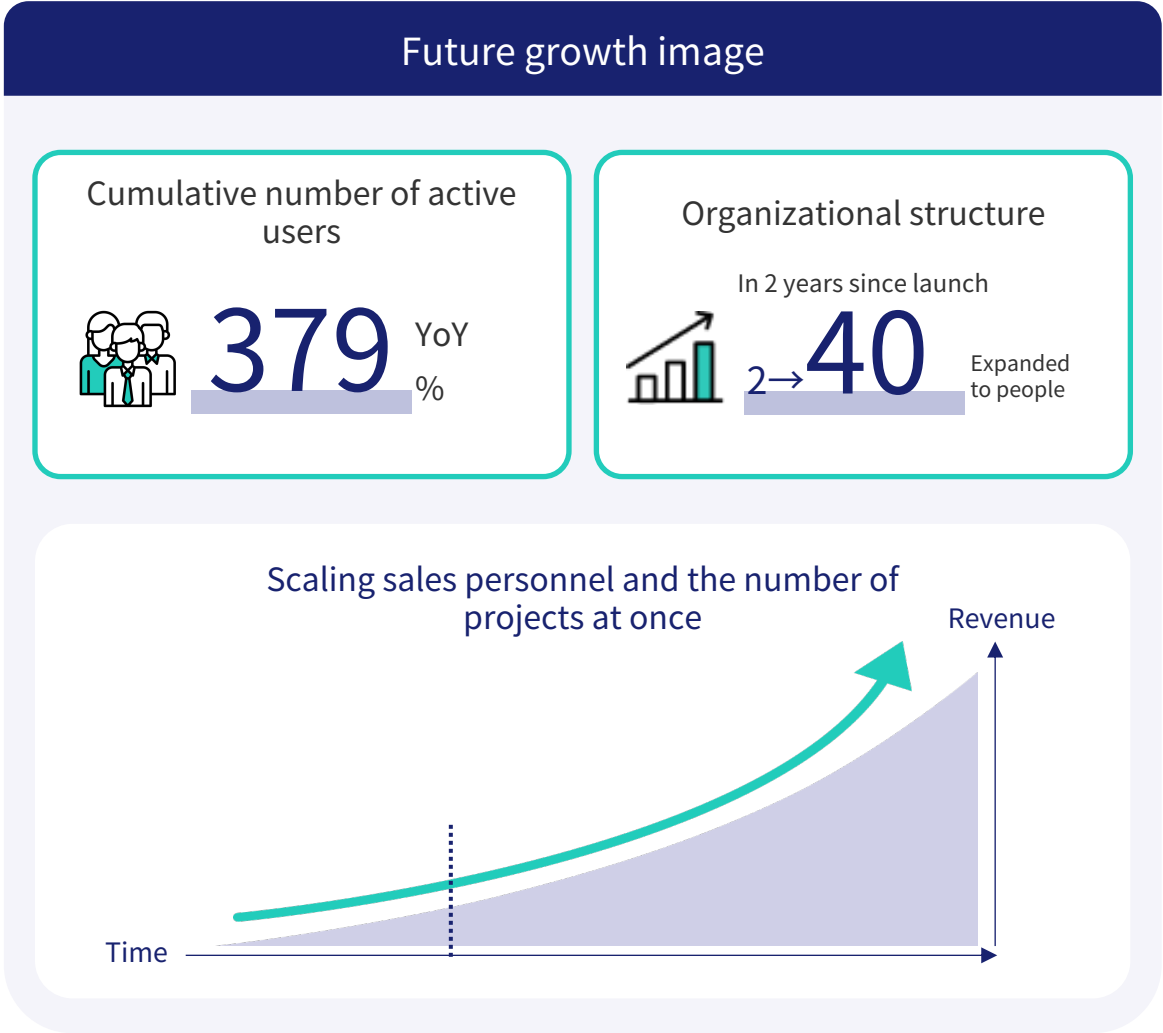 Future growth image
Cumulative number of active
users
379
YoY
%
Organizational structure
In 2 years since launch
2→40
Expanded
to people
Scaling sales personnel and the number of
projects at once
Revenue
Time